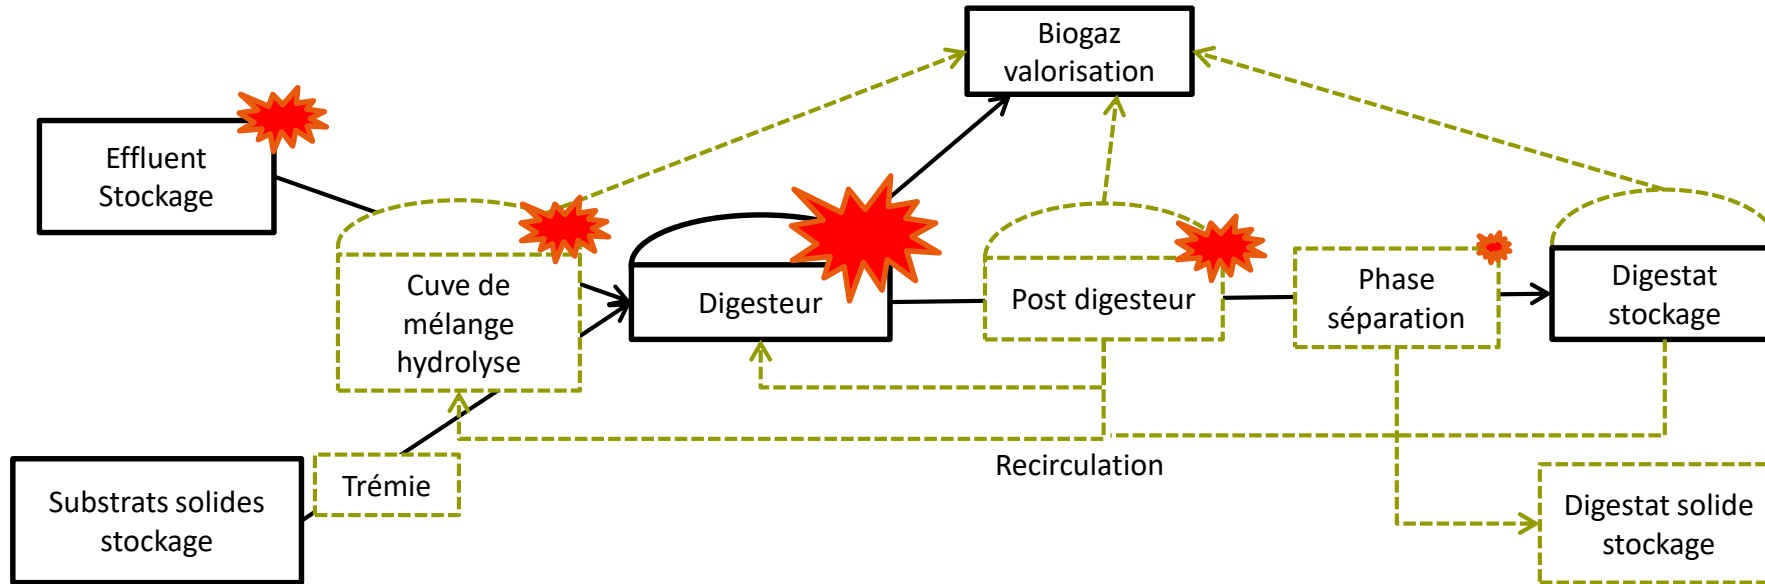 Biogaz
valorisation
Effluent
Stockage
Cuve de
mélange
hydrolyse
Digesteur
Post digesteur
Phase
séparation
Digestat
stockage
Trémie
Recirculation
Substrats solides
stockage
Digestat solide
stockage